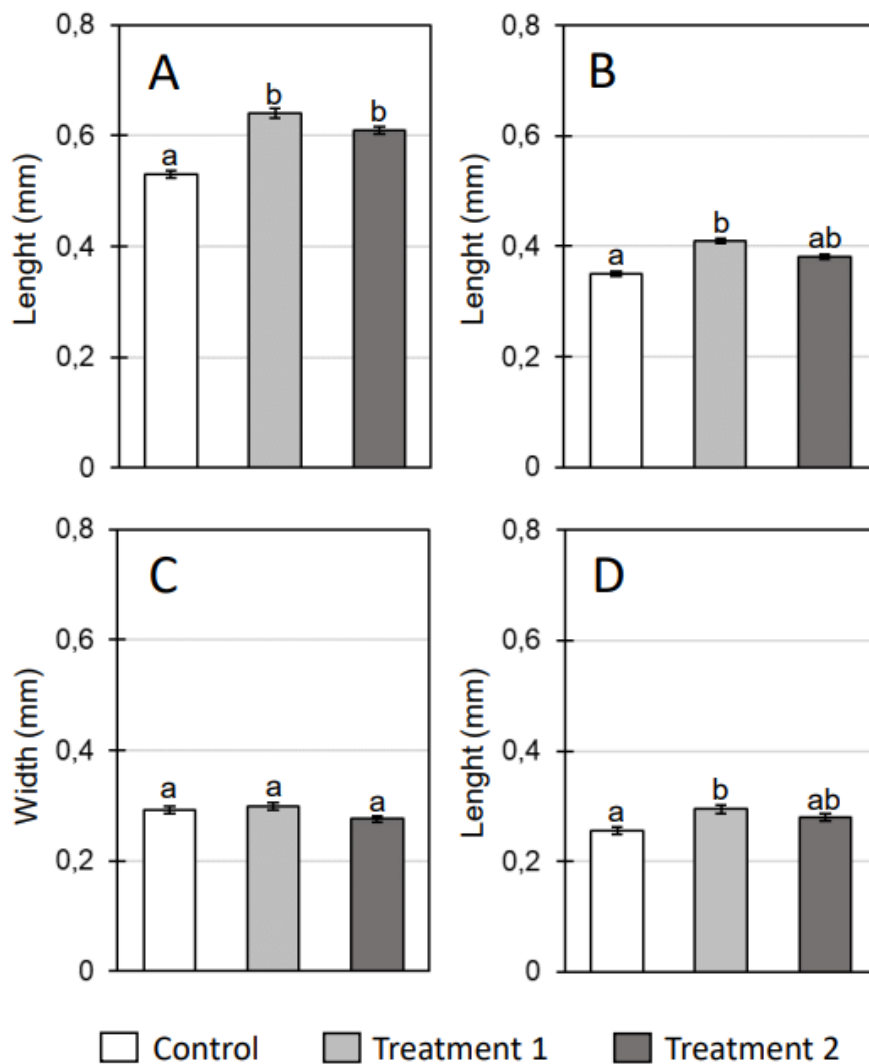 0,8
A
b
b
a
0,6
0,4
0,2
0
Lenght (mm)
0,8
B
0,6
b
ab
a
0,4
0,2
0
Lenght (mm)
0,8
C
0,6
0,4
a
a
a
0,2
0
Width (mm)
0,8
D
0,6
0,4
b
ab
a
0,2
0
Lenght (mm)
Control Treatment 1 Treatment 2